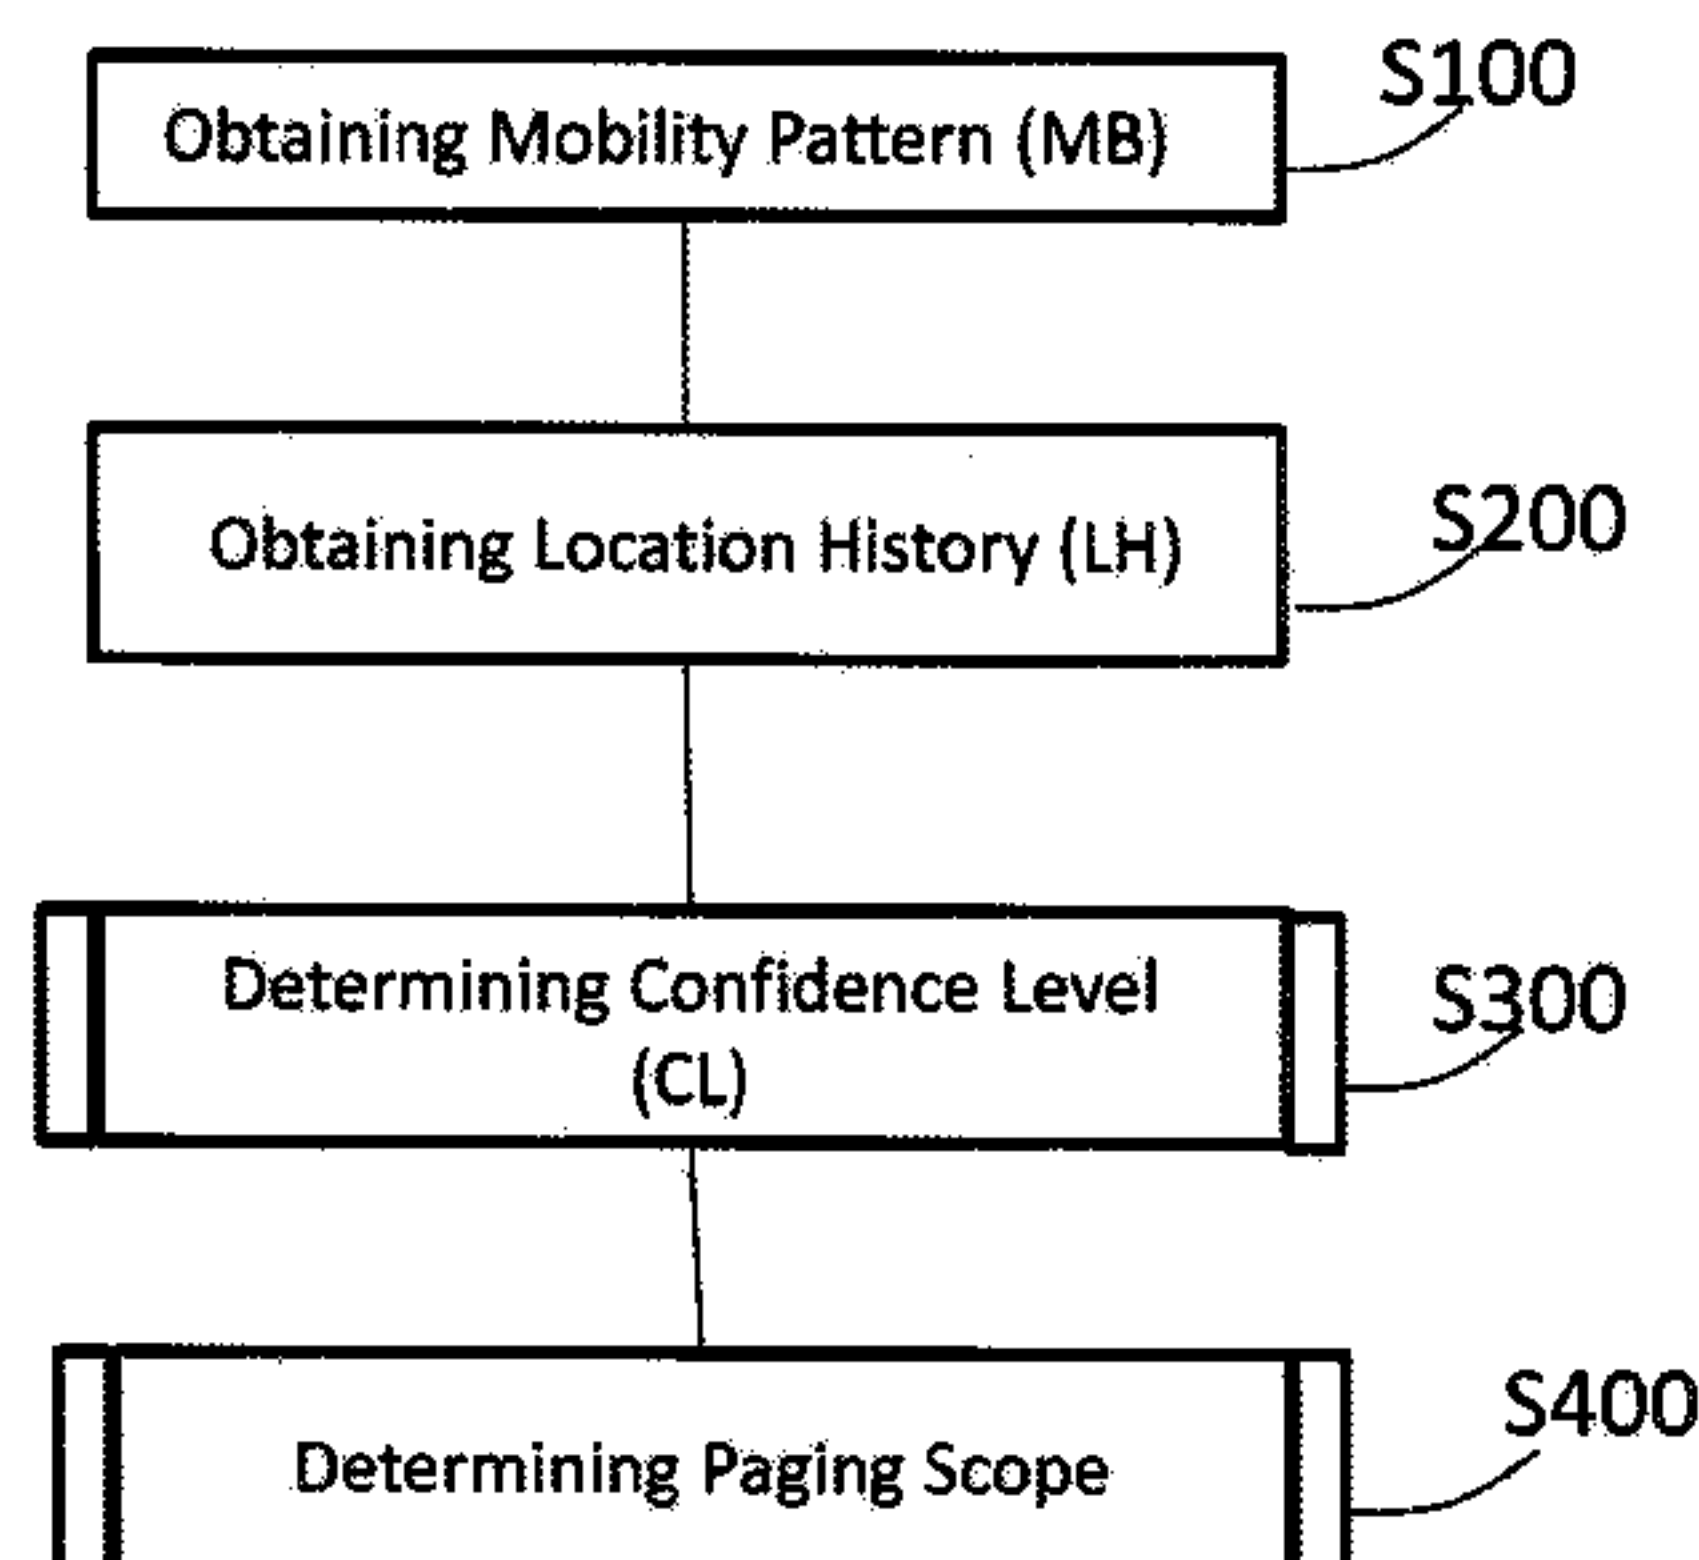 Obtaining Mobility Pattern (MB)
S100
Obtaining Location History (LH)
S200
Determining Confidence Level
(CL)
S300
Determining Paging Scope
S400